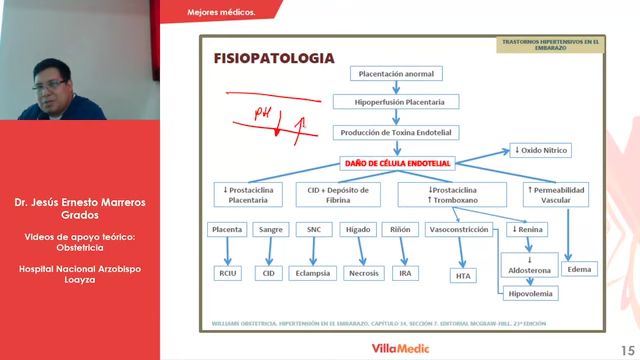 Mejores médicos.
TRASTORNOS HIPERTENSIVOS EN EL
EMBARAZO
FISIOPATOLOGIA
Placentación anormal
Hipoperfusión Placentaria
PH
Producción de Toxina Endotelial
DAÑO DE CÉLULA ENDOTELIAL
↓ Oxido Nítrico
↓ Prostaciclina
Placentaria
CID + Depósito de
Fibrina
↓Prostaciclina
↑ Tromboxano
↑ Permeabilidad
Vascular
Placenta
Sangre
SNC
Hígado
Riñón
Vasoconstricción
↓ Renina
RCIU
CID
Eclampsia
Necrosis
IRA
HTA
↓
Aldosterona
Edema
Hipovolemia
WILLIAMS OBSTETRICIA. HIPERTENSIÓN EN EL EMBARAZO. CAPÍTULO 34. SECCIÓN 7. EDITORIAL MCGRAW-HILL. 23ª EDICIÓN
Dr. Jesús Ernesto Marreros
Grados
Videos de apoyo teórico:
Obstetricia
Hospital Nacional Arzobispo
Loayza
VillaMedic
15